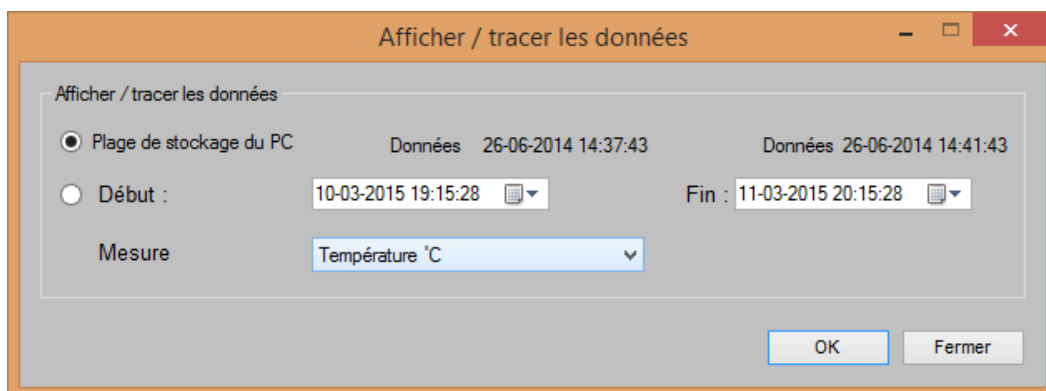 Afficher / tracer les données
Afficher / tracer les données
Plage de stockage du PC Données 26-06-2014 14:37:43 Données 26-06-2014 14:41:43
Début : 10-03-2015 19:15:28 Fin : 11-03-2015 20:15:28
Mesure Température °C
OK Fermer